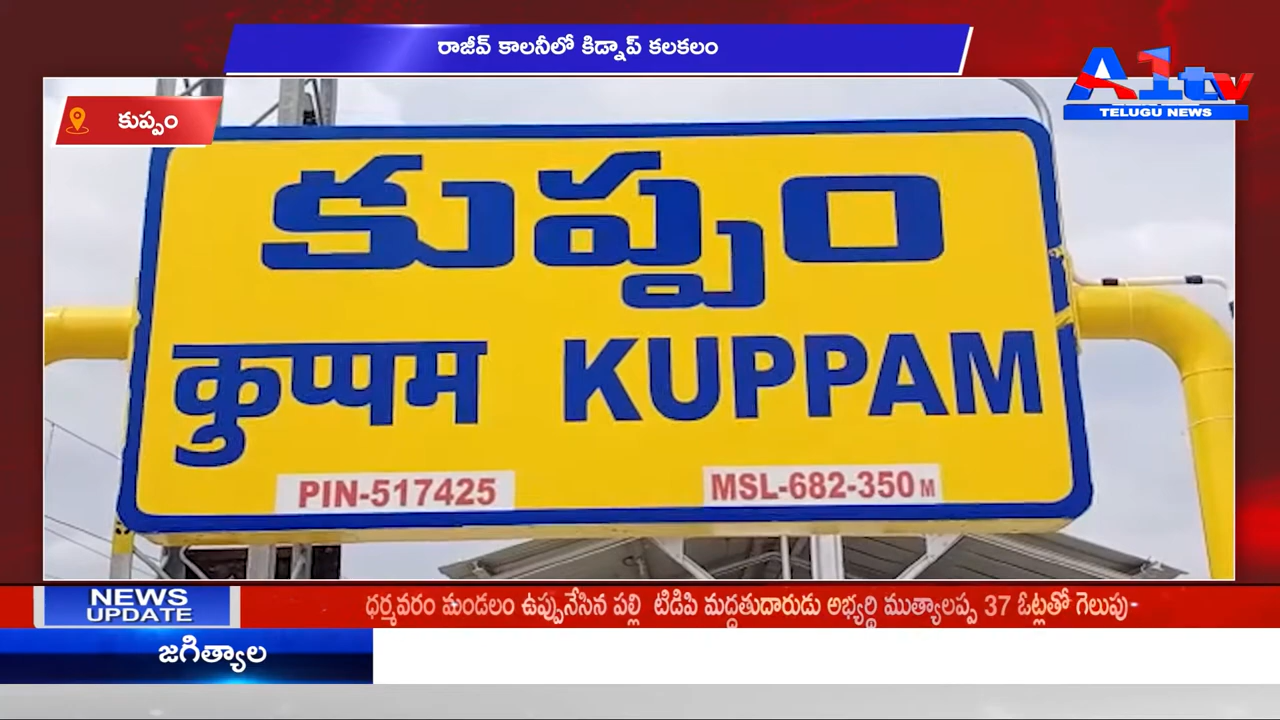 రాజీవ్ కాలనీలో కిడ్నాప్ కలకలం
A1tv
TELUGU NEWS
కుప్పం
కుప్పం
कुप्पम KUPPAM
PIN-517425 MSL-682-350 M
NEWS UPDATE
ధర్మవరం మండలం ఉప్పునేసిన పల్లి టిడిపి మద్దతుదారుడు అభ్యర్థి ముత్యాలప్ప 37 ఓట్లతో గెలుపు
జగిత్యాల